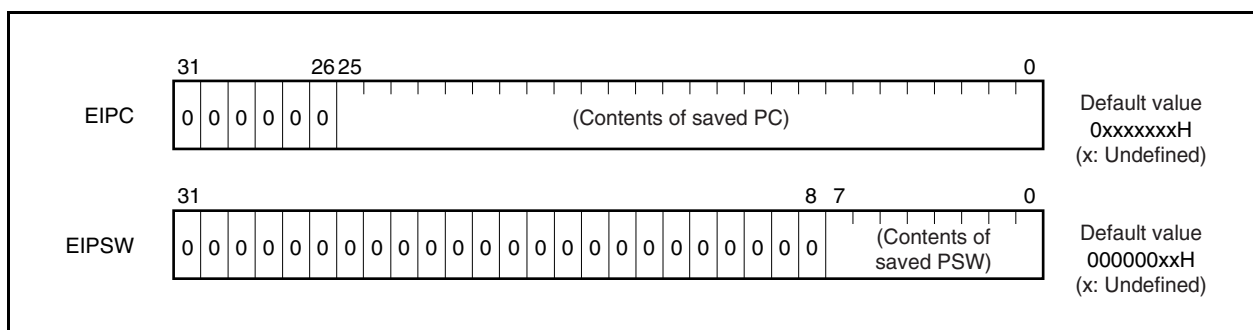 31 26 25 0
EIPC 0 0 0 0 0 0 (Contents of saved PC)
Default value
0xxxxxxxH
(x: Undefined)
31 8 7 0
EIPSW 0 0 0 0 0 0 0 0 0 0 0 0 0 0 0 0 0 0 0 0 0 0 0 0 (Contents of
saved PSW)
Default value
000000xxH
(x: Undefined)